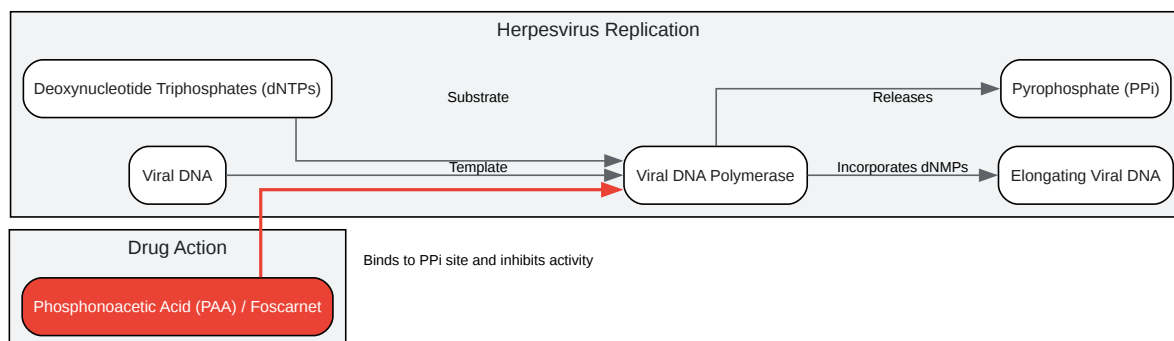 Herpesvirus Replication
Deoxynucleotide Triphosphates (dNTPs)
Substrate
Releases
Pyrophosphate (PPi)
Viral DNA
Template
Viral DNA Polymerase
Incorporates dNMPs
Elongating Viral DNA
Drug Action
Binds to PPi site and inhibits activity
Phosphonoacetic Acid (PAA) / Foscarnet